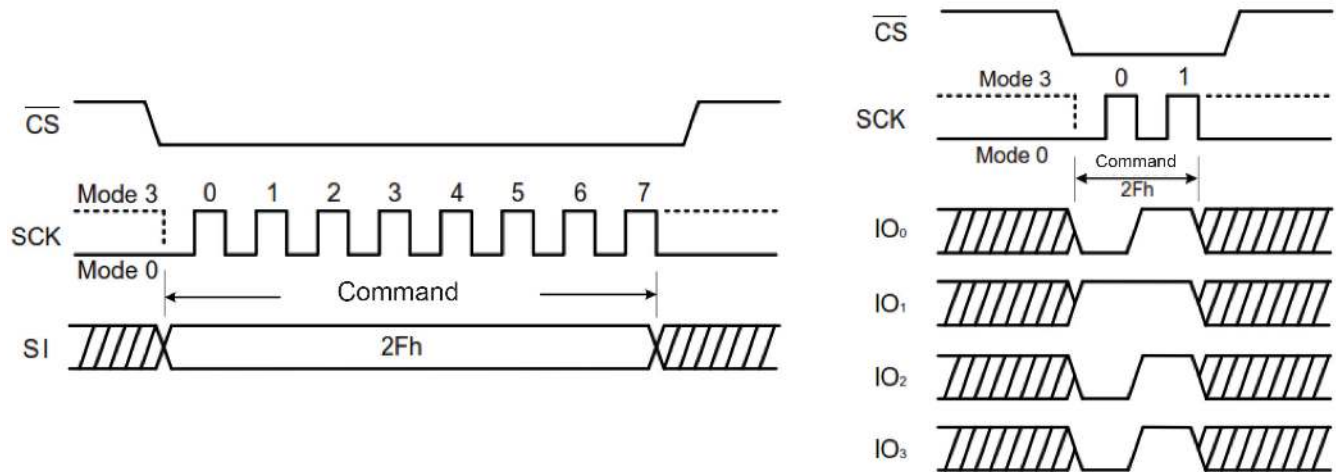 CS
Mode 3 0 1 2 3 4 5 6 7
SCK
Mode 0
Command
SI 2Fh
CS
Mode 3 0 1
SCK
Mode 0 Command
2Fh
IO₀
IO₁
IO₂
IO₃